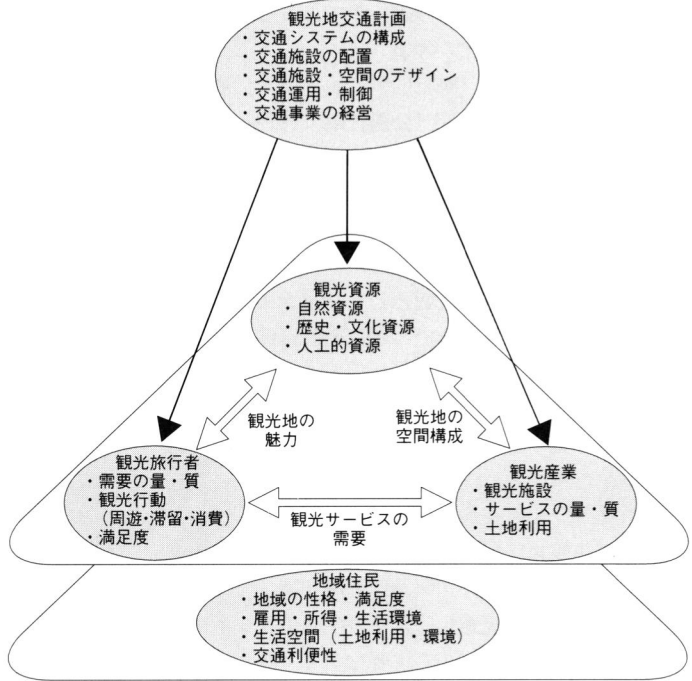 観光地交通計画
・交通システムの構成
・交通施設の配置
・交通施設・空間のデザイン
・交通運用・制御
・交通事業の経営
観光資源
・自然資源
・歴史・文化資源
・人工的資源
観光地の
魅力
観光地の
空間構成
観光旅行者
・需要の量・質
・観光行動
（周遊・滞留・消費）
・満足度
観光サービスの
需要
観光産業
・観光施設
・サービスの量・質
・土地利用
地域住民
・地域の性格・満足度
・雇用・所得・生活環境
・生活空間（土地利用・環境）
・交通利便性